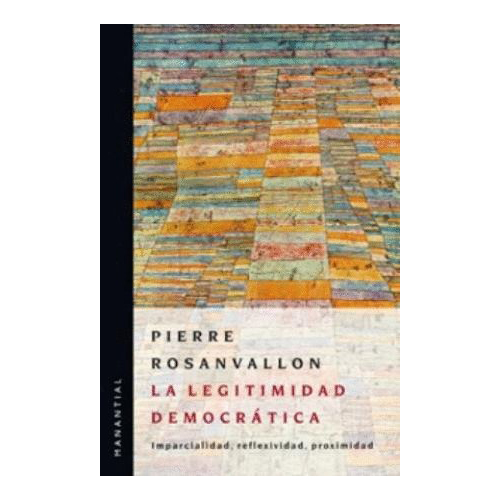 PIERRE
ROSANVALLON
LA LEGITIMIDAD
DEMOCRÁTICA
Imparcialidad, reflexividad, proximidad
MANANTIAL